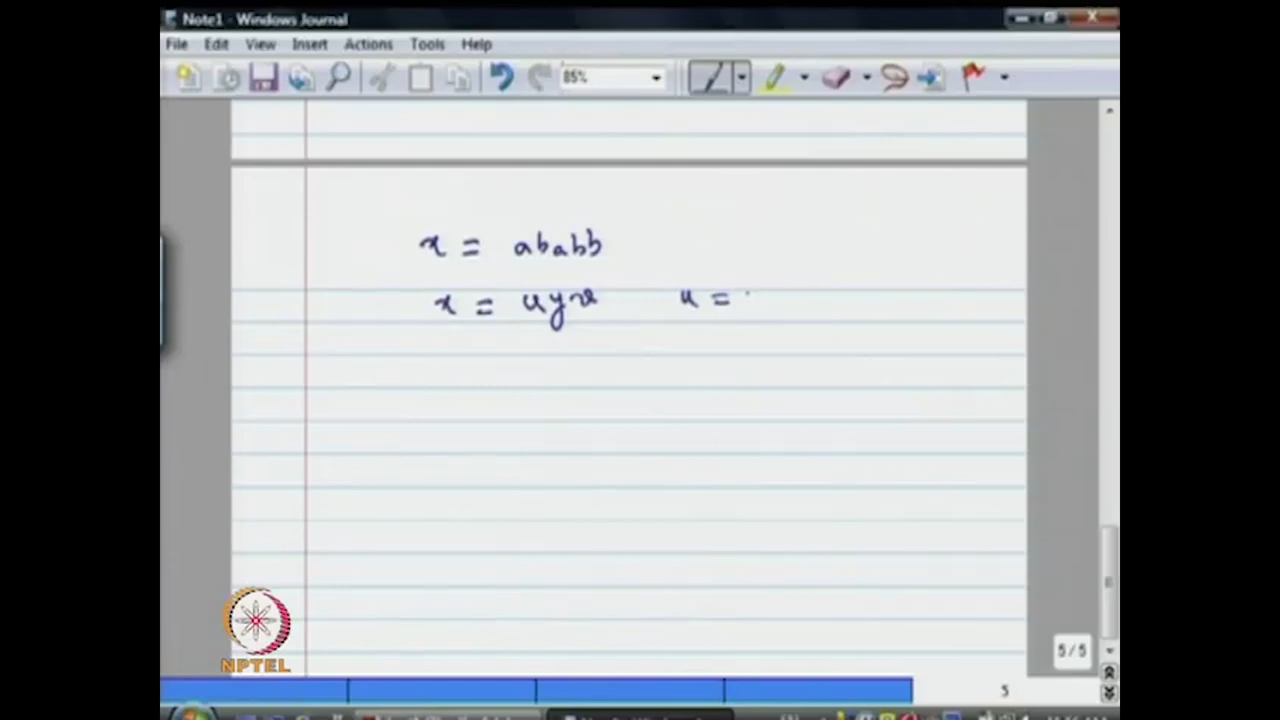 Note1 - Windows Journal
File Edit View Insert Actions Tools Help
85%
x = ababb
x = uyv u =
5/5
NPTEL
5